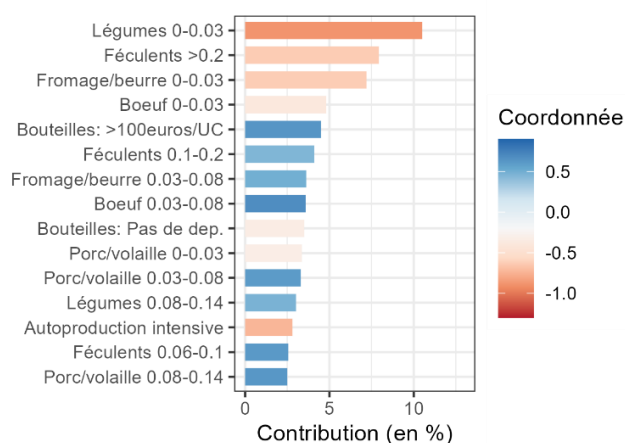 Légumes 0-0.03
Féculents >0.2
Fromage/beurre 0-0.03
Boeuf 0-0.03
Bouteilles: >100euros/UC
Féculents 0.1-0.2
Fromage/beurre 0.03-0.08
Boeuf 0.03-0.08
Bouteilles: Pas de dep.
Porc/volaille 0-0.03
Porc/volaille 0.03-0.08
Légumes 0.08-0.14
Autoproduction intensive
Féculents 0.06-0.1
Porc/volaille 0.08-0.14
0 5 10
Contribution (en %)
Coordonnée
0.5
0.0
-0.5
-1.0